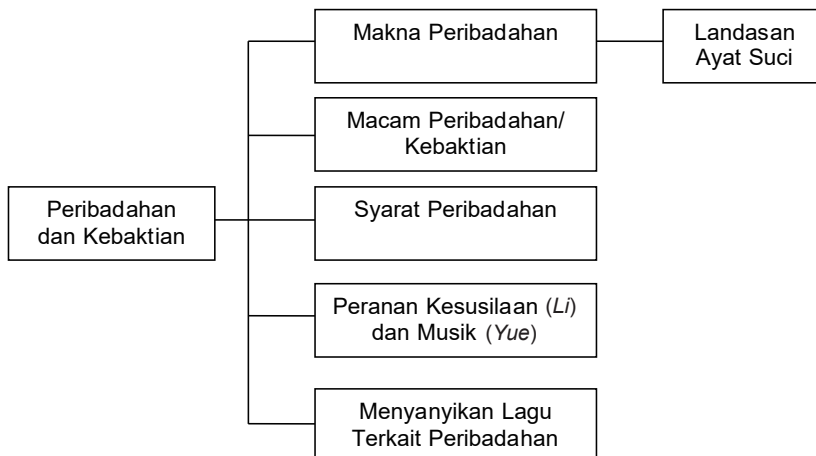 Makna Peribadahan
Landasan
Ayat Suci
Macam Peribadahan/
Kebaktian
Peribadahan
dan Kebaktian
Syarat Peribadahan
Peranan Kesusilaan (Li)
dan Musik (Yue)
Menyanyikan Lagu
Terkait Peribadahan